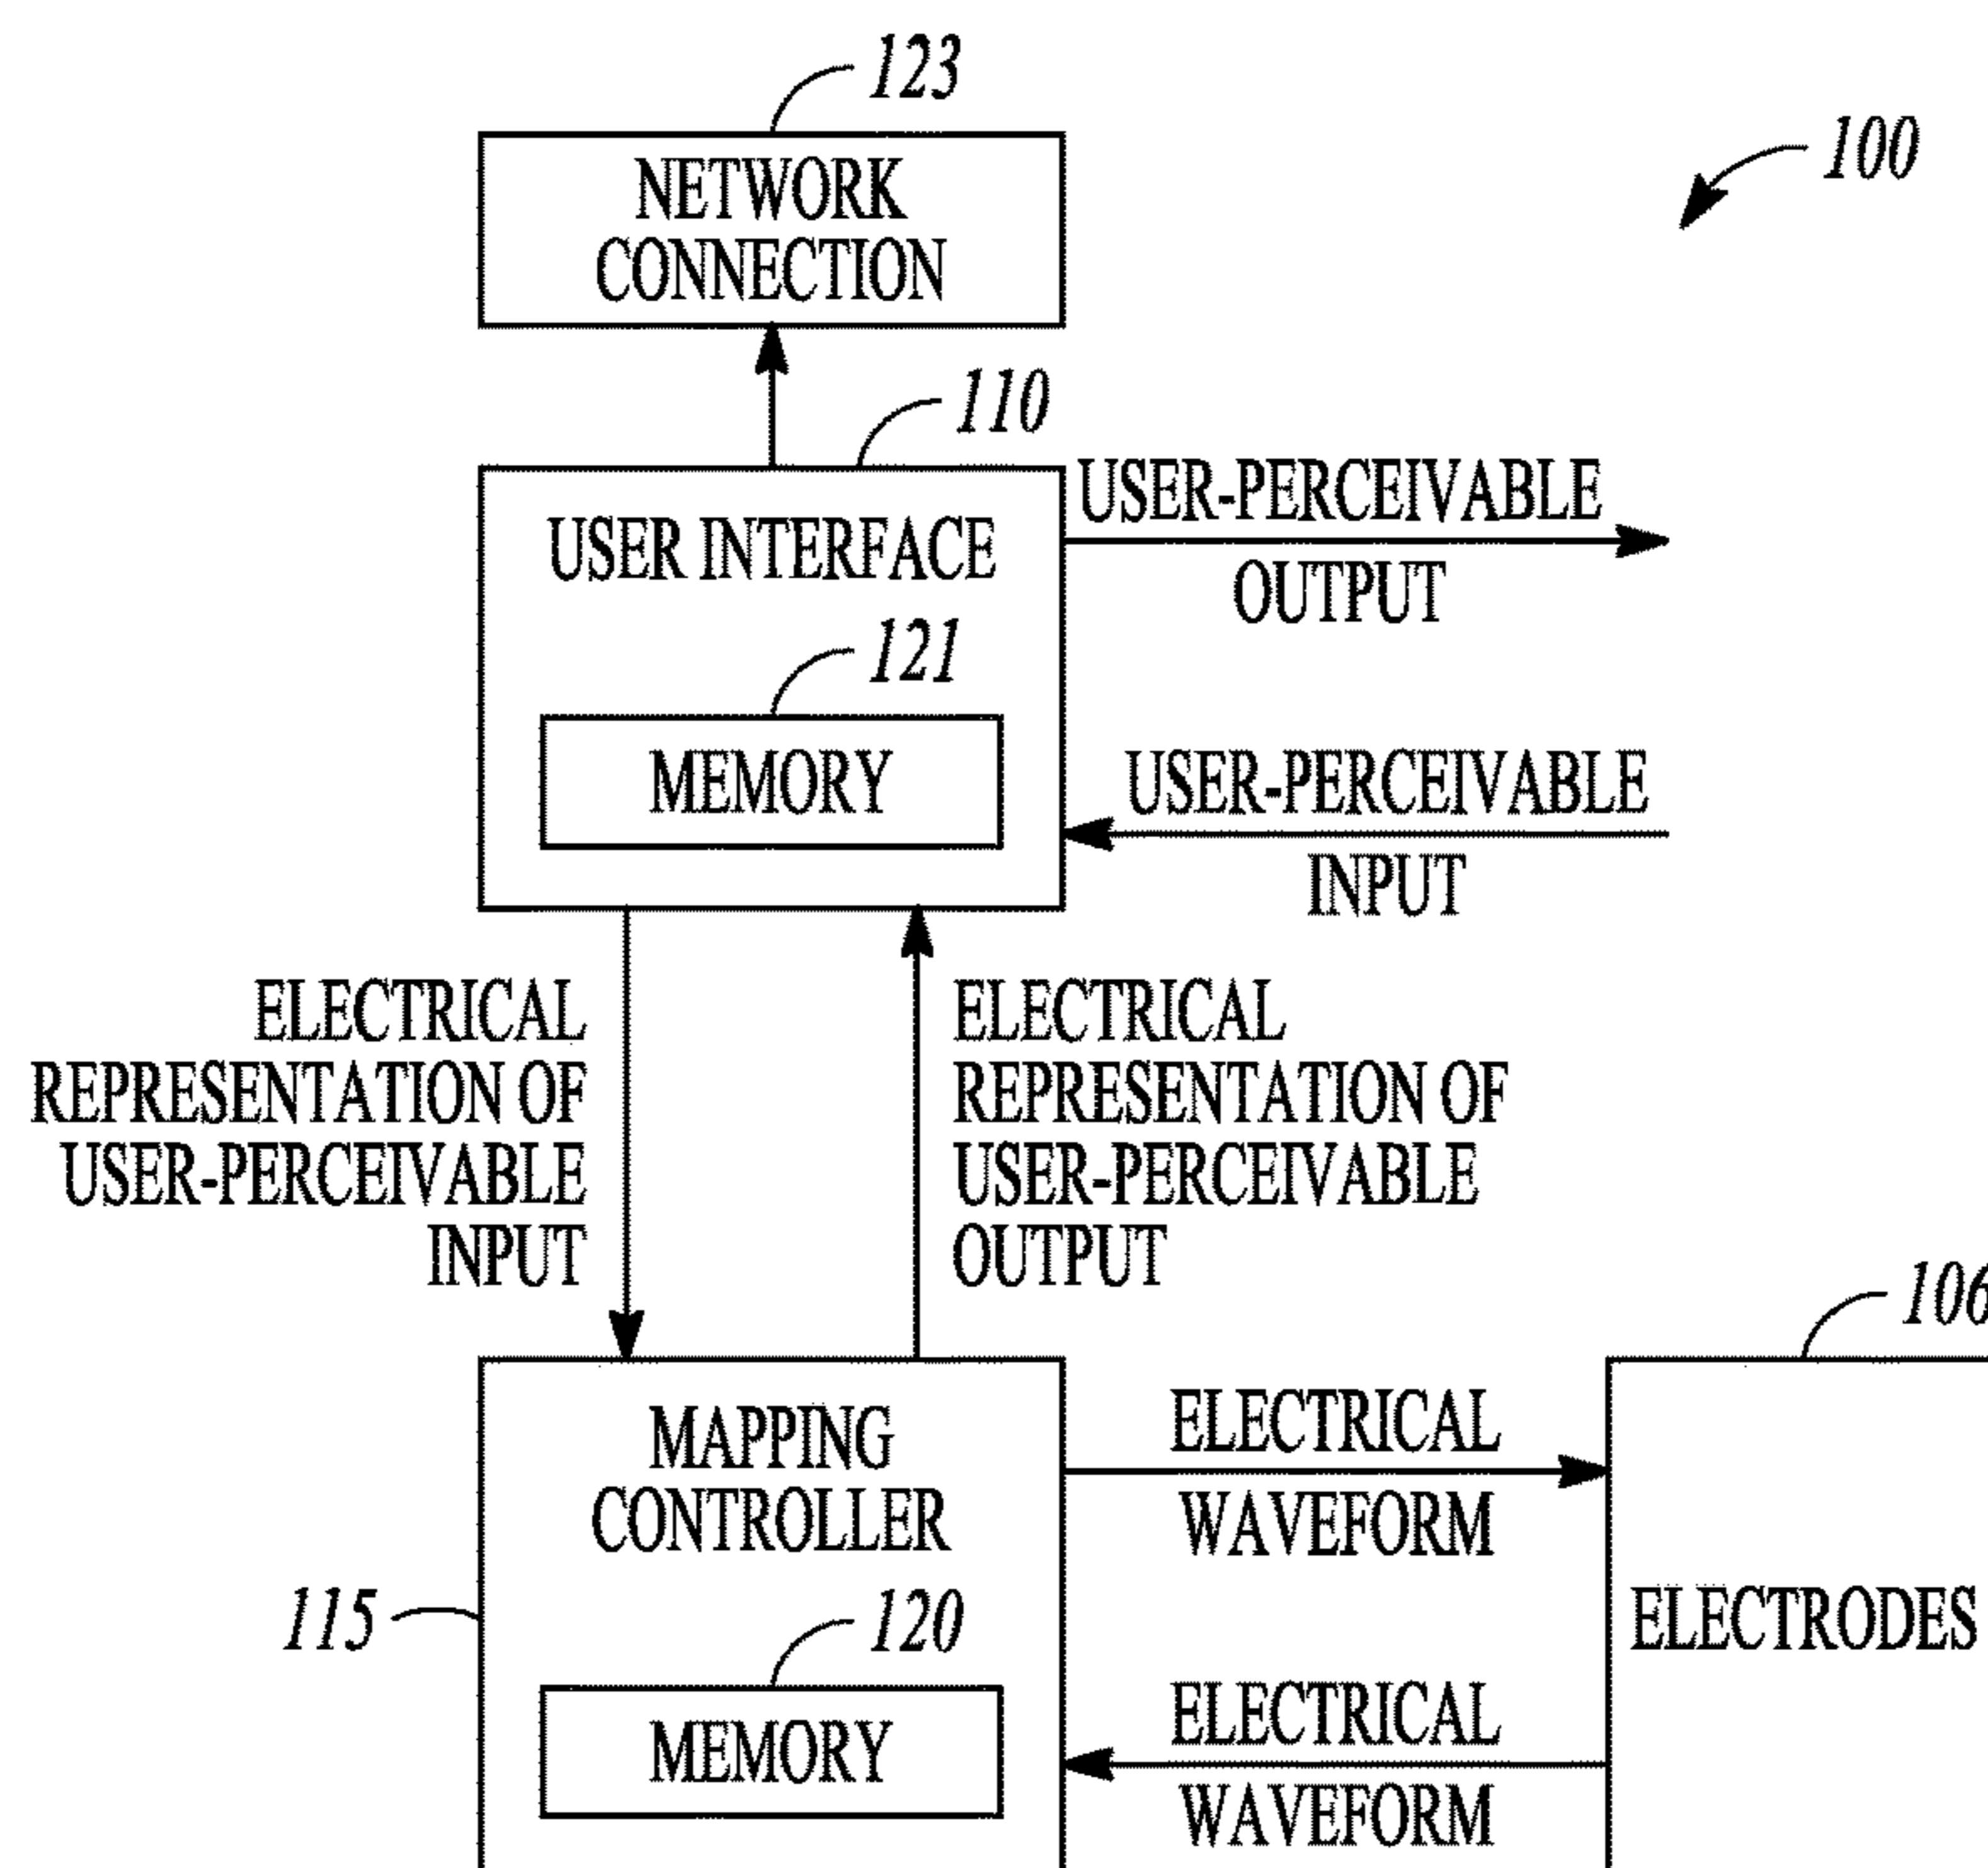 123
NETWORK
CONNECTION
100
110
USER INTERFACE
USER-PERCEIVABLE
OUTPUT
121
MEMORY
USER-PERCEIVABLE
INPUT
ELECTRICAL
REPRESENTATION OF
USER-PERCEIVABLE
INPUT
ELECTRICAL
REPRESENTATION OF
USER-PERCEIVABLE
OUTPUT
106
MAPPING
CONTROLLER
ELECTRICAL
WAVEFORM
115
120
MEMORY
ELECTRODES
ELECTRICAL
WAVEFORM